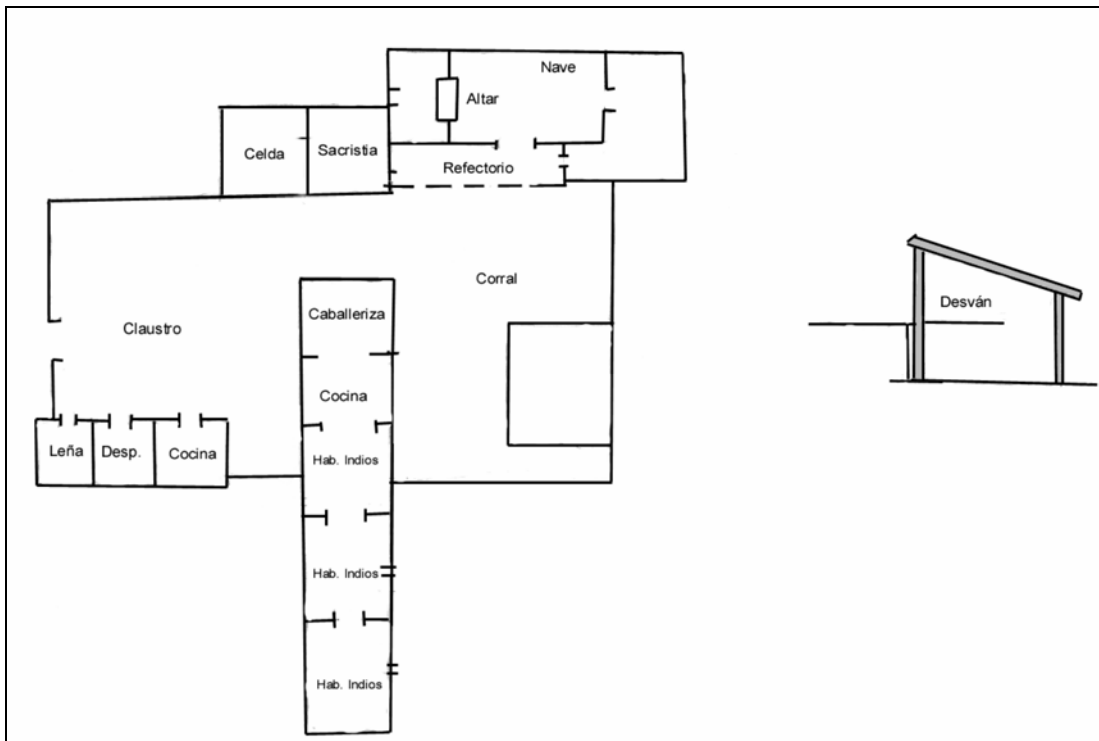 Nave
Altar
Celda
Sacristia
Refectorio
Corral
Desván
Caballeriza
Claustro
Cocina
Leña
Desp.
Cocina
Hab. Indios
Hab. Indios
Hab. Indios